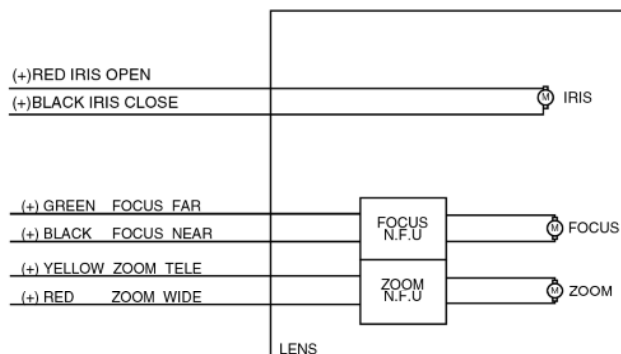 (+)RED IRIS OPEN
(+)BLACK IRIS CLOSE
M IRIS
(+) GREEN FOCUS FAR
(+) BLACK FOCUS NEAR
FOCUS
N.F.U
M FOCUS
(+) YELLOW ZOOM TELE
(+) RED ZOOM WIDE
ZOOM
N.F.U
M ZOOM
LENS